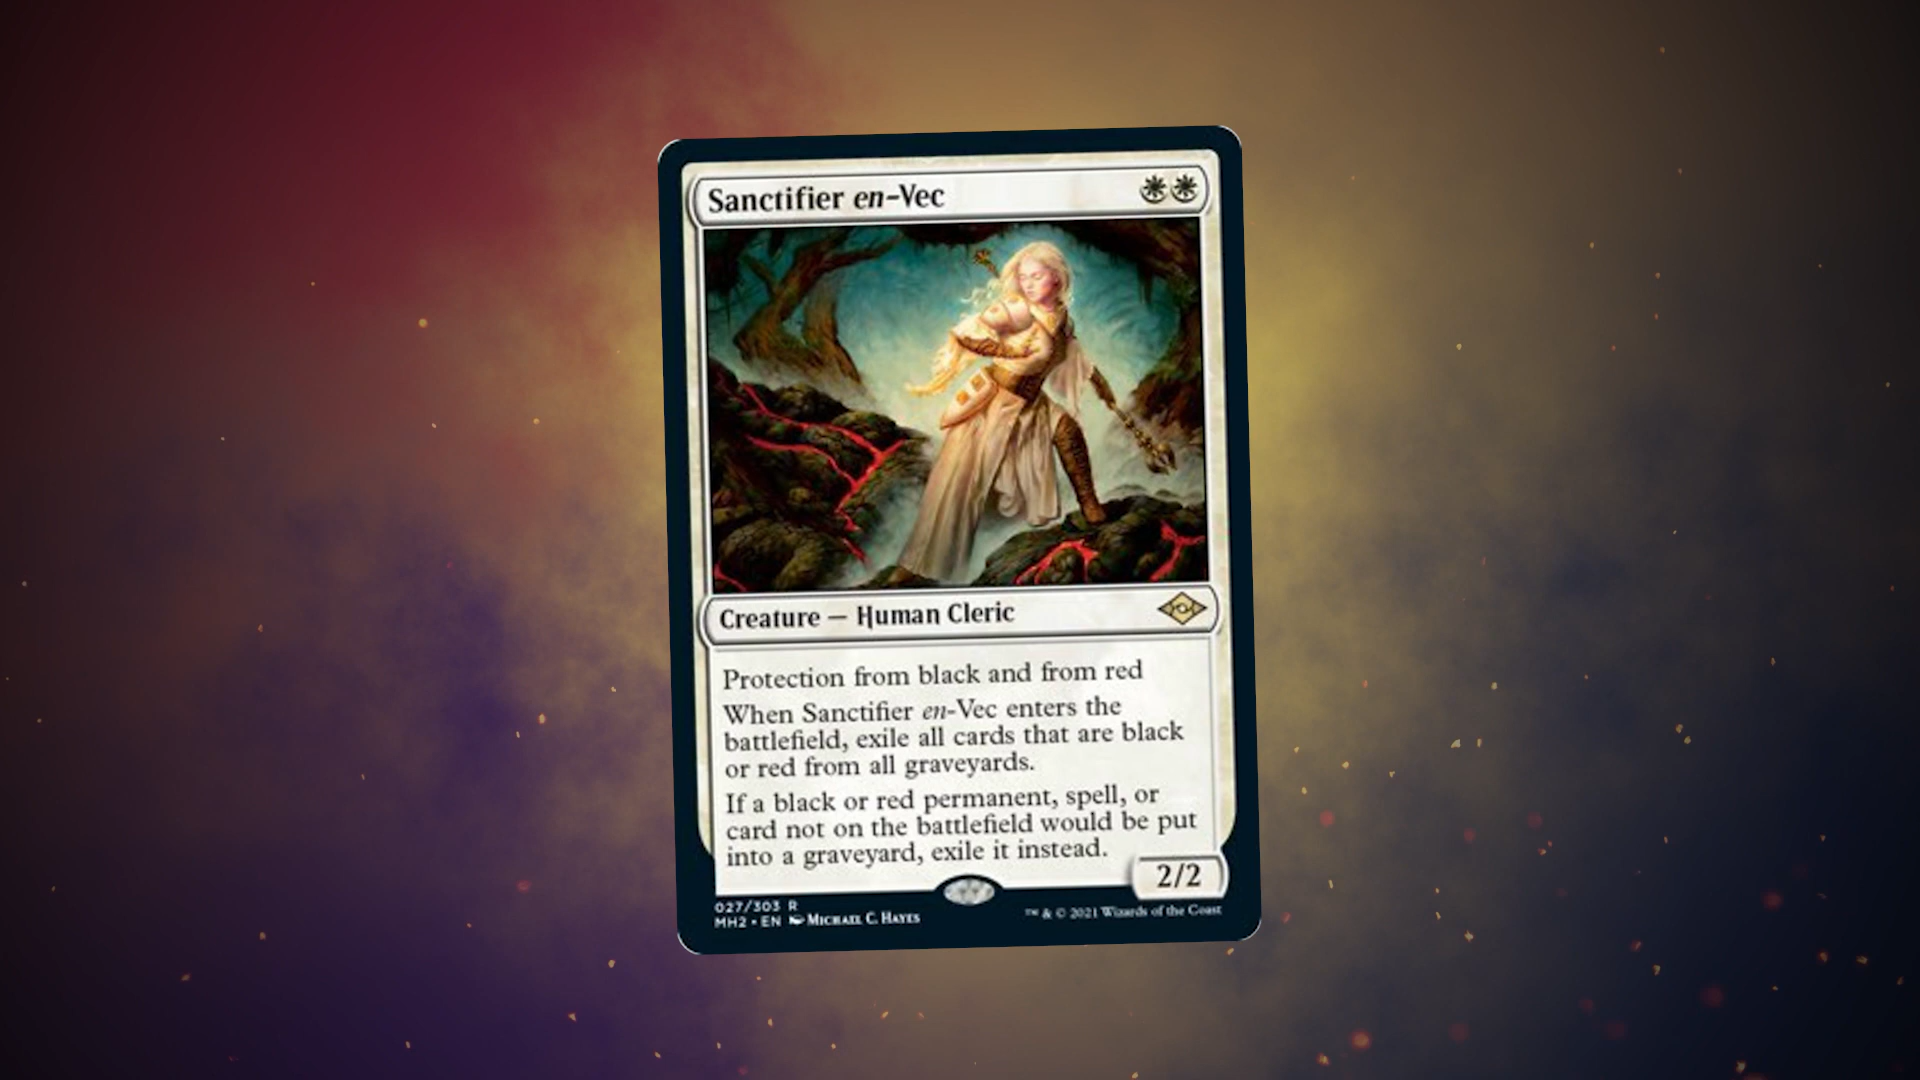 Sanctifier en-Vec
Creature — Human Cleric
Protection from black and from red
When Sanctifier en-Vec enters the
battlefield, exile all cards that are black
or red from all graveyards.
If a black or red permanent, spell, or
card not on the battlefield would be put
into a graveyard, exile it instead.
2/2
027/303 R
MH2 • EN MICHAEL C. HAYES
™ & © 2021 Wizards of the Coast